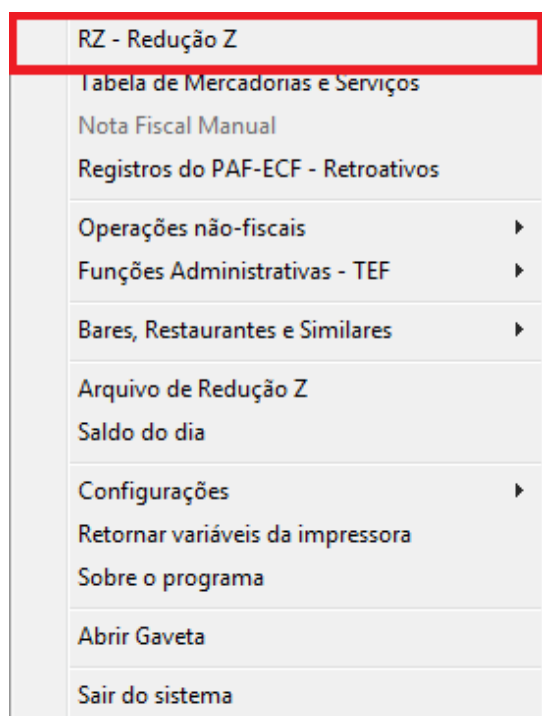 RZ - Redução Z
Tabela de Mercadorias e Serviços
Nota Fiscal Manual
Registros do PAF-ECF - Retroativos
Operações não-fiscais
Funções Administrativas - TEF
Bares, Restaurantes e Similares
Arquivo de Redução Z
Saldo do dia
Configurações
Retornar variáveis da impressora
Sobre o programa
Abrir Gaveta
Sair do sistema